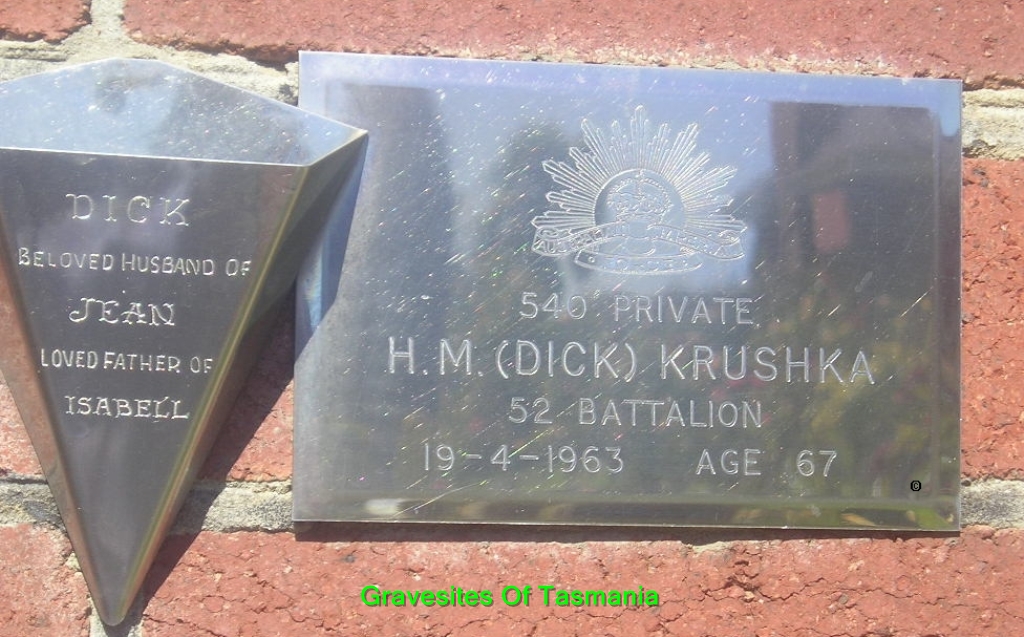 DICK
BELOVED HUSBAND OF
JEAN
LOVED FATHER OF
ISABELL
540 PRIVATE
H.M. (DICK) KRUSHKA
52 BATTALION
19-4-1963 AGE 67
©
Gravesites Of Tasmania